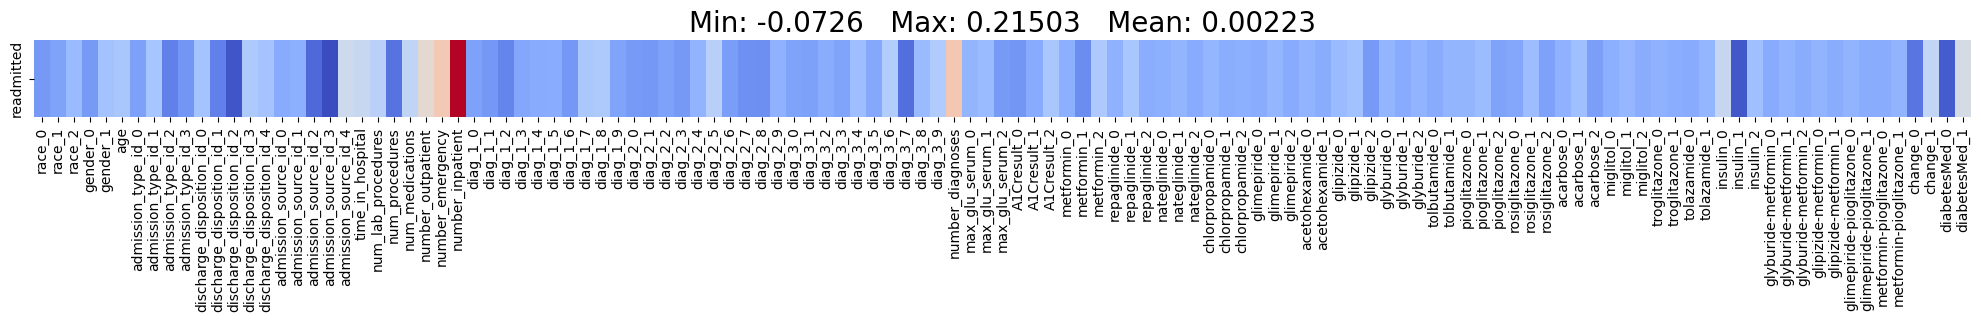 Min: -0.0726   Max: 0.21503   Mean: 0.00223
readmitted
race_0
race_1
race_2
gender_0
gender_1
age
admission_type_id_0
admission_type_id_1
admission_type_id_2
admission_type_id_3
discharge_disposition_id_0
discharge_disposition_id_1
discharge_disposition_id_2
discharge_disposition_id_3
discharge_disposition_id_4
admission_source_id_0
admission_source_id_1
admission_source_id_2
admission_source_id_3
admission_source_id_4
time_in_hospital
num_lab_procedures
num_procedures
num_medications
number_outpatient
number_emergency
number_inpatient
diag_1_0
diag_1_1
diag_1_2
diag_1_3
diag_1_4
diag_1_5
diag_1_6
diag_1_7
diag_1_8
diag_1_9
diag_2_0
diag_2_1
diag_2_2
diag_2_3
diag_2_4
diag_2_5
diag_2_6
diag_2_7
diag_2_8
diag_2_9
diag_3_0
diag_3_1
diag_3_2
diag_3_3
diag_3_4
diag_3_5
diag_3_6
diag_3_7
diag_3_8
diag_3_9
number_diagnoses
max_glu_serum_0
max_glu_serum_1
max_glu_serum_2
A1Cresult_0
A1Cresult_1
A1Cresult_2
metformin_0
metformin_1
metformin_2
repaglinide_0
repaglinide_1
repaglinide_2
nateglinide_0
nateglinide_1
nateglinide_2
chlorpropamide_0
chlorpropamide_1
chlorpropamide_2
glimepiride_0
glimepiride_1
glimepiride_2
acetohexamide_0
acetohexamide_1
glipizide_0
glipizide_1
glipizide_2
glyburide_0
glyburide_1
glyburide_2
tolbutamide_0
tolbutamide_1
pioglitazone_0
pioglitazone_1
pioglitazone_2
rosiglitazone_0
rosiglitazone_1
rosiglitazone_2
acarbose_0
acarbose_1
acarbose_2
miglitol_0
miglitol_1
miglitol_2
troglitazone_0
troglitazone_1
tolazamide_0
tolazamide_1
insulin_0
insulin_1
insulin_2
glyburide-metformin_0
glyburide-metformin_1
glyburide-metformin_2
glipizide-metformin_0
glipizide-metformin_1
glimepiride-pioglitazone_0
glimepiride-pioglitazone_1
metformin-pioglitazone_0
metformin-pioglitazone_1
change_0
change_1
diabetesMed_0
diabetesMed_1